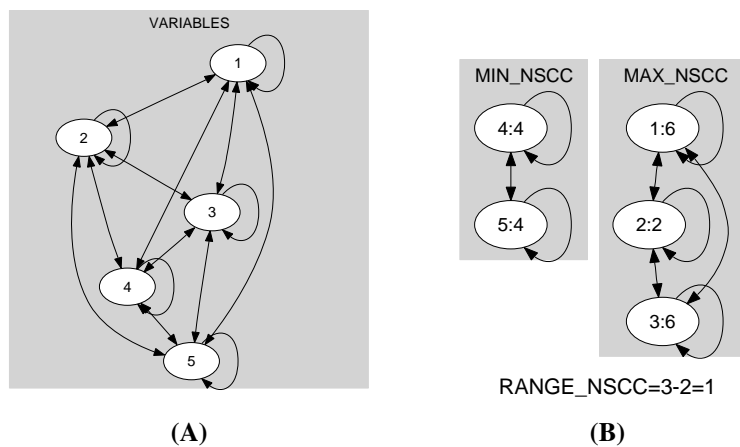 VARIABLES
1
2
3
4
5
(A)
MIN_NSCC
4:4
5:4
MAX_NSCC
1:6
2:2
3:6
RANGE_NSCC=3-2=1
(B)